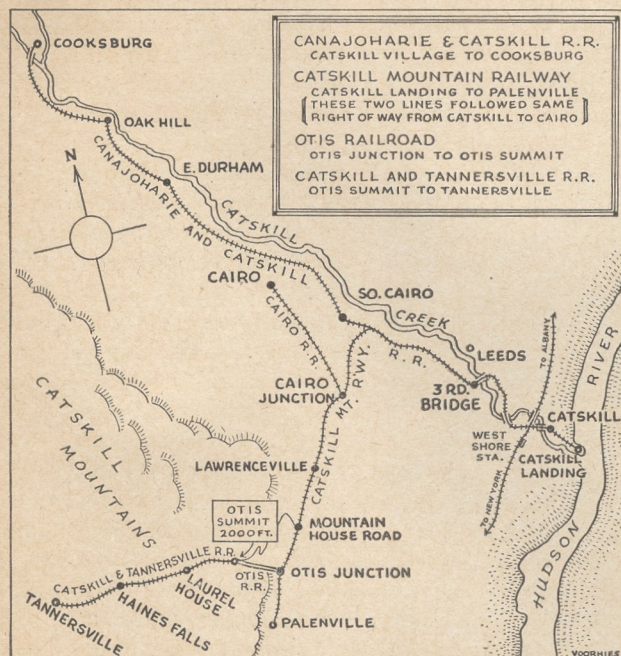 CANAJOHARIE & CATSKILL R.R.
CATSKILL VILLAGE TO COOKSBURG
CATSKILL MOUNTAIN RAILWAY
CATSKILL LANDING TO PALENVILLE
[THESE TWO LINES FOLLOWED SAME
RIGHT OF WAY FROM CATSKILL TO CAIRO]
OTIS RAILROAD
OTIS JUNCTION TO OTIS SUMMIT
CATSKILL AND TANNERSVILLE R.R.
OTIS SUMMIT TO TANNERSVILLE
COOKSBURG
OAK HILL
N
E. DURHAM
CANAJOHARIE AND CATSKILL
R. R.
CATSKILL
CREEK
CAIRO
SO. CAIRO
CAIRO R.R.
LEEDS
TO ALBANY
RIVER
CAIRO
JUNCTION
CATSKILL MT. RWY.
3 RD.
BRIDGE
CATSKILL
WEST
SHORE
STA.
CATSKILL
LANDING
CATSKILL
MOUNTAINS
LAWRENCEVILLE
TO NEW YORK
OTIS
SUMMIT
2000 FT.
MOUNTAIN
HOUSE ROAD
CATSKILL & TANNERSVILLE R.R.
OTIS
R.R.
OTIS JUNCTION
LAUREL
HOUSE
HAINES FALLS
TANNERSVILLE
PALENVILLE
HUDSON
VOORHIES